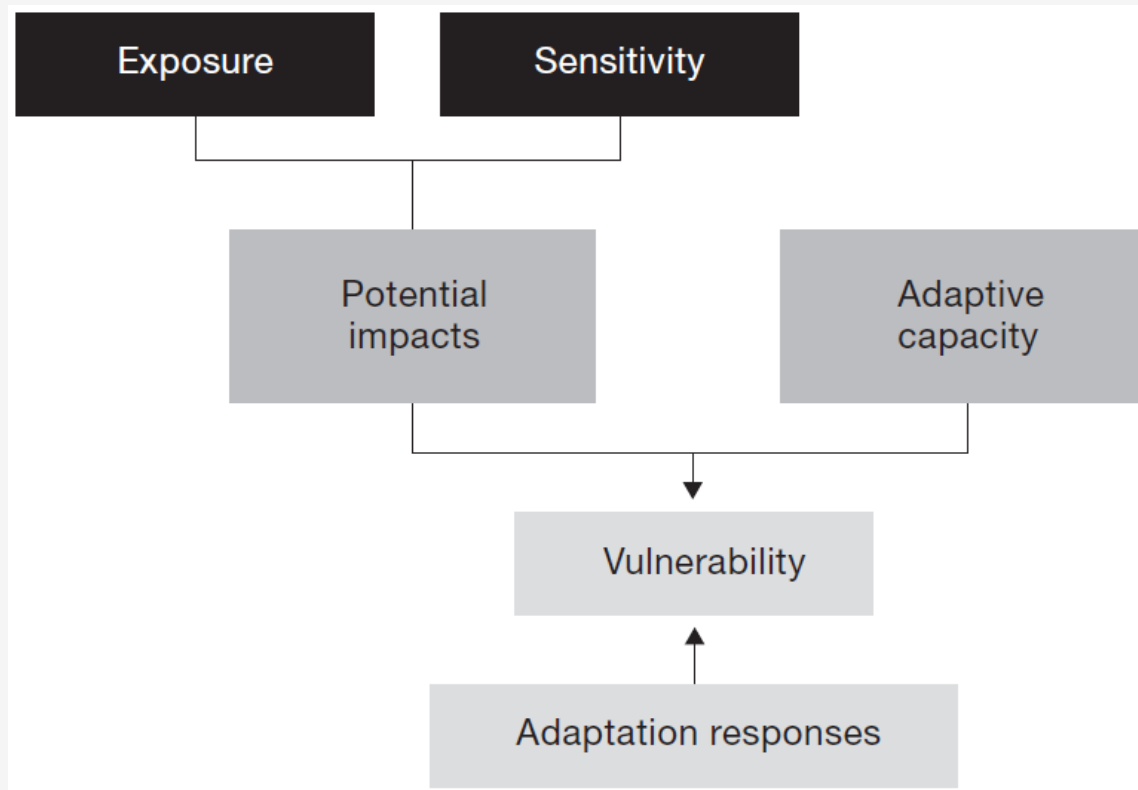 Exposure
Sensitivity
Potential
impacts
Adaptive
capacity
Vulnerability
Adaptation responses